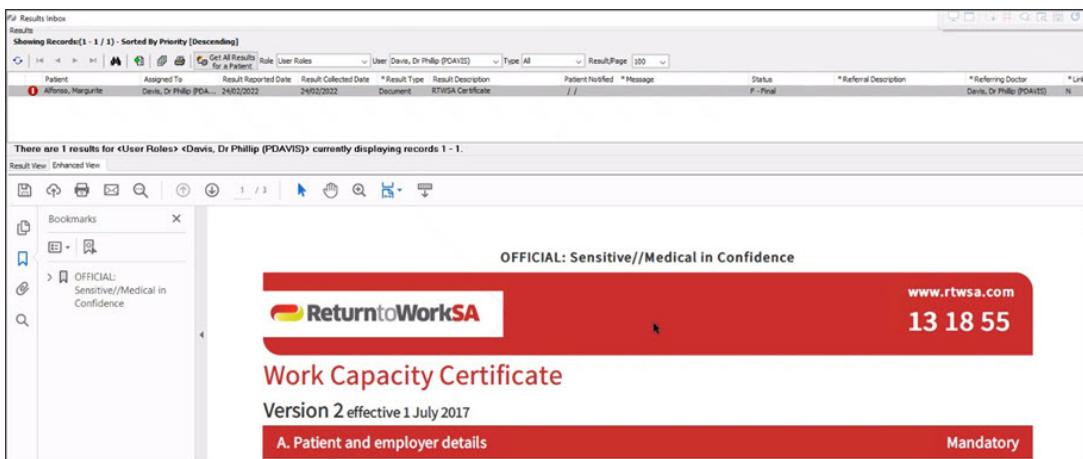 Results Inbox
Results
Showing Records:(1 - 1 / 1) - Sorted By Priority [Descending]
Get All Results for a Patient Role User Roles User Davis, Dr Phillip (PDAVIS) Type All Result/Page 100
Patient Assigned To Result Reported Date Result Collected Date *Result Type Result Description Patient Notified *Message Status *Referral Description *Referring Doctor *Link
Alfonso, Margurite Davis, Dr Phillip (PDA... 24/02/2022 24/02/2022 Document RTWSA Certificate / / F - Final Davis, Dr Phillip (PDAVIS) N
There are 1 results for <User Roles> <Davis, Dr Phillip (PDAVIS)> currently displaying records 1 - 1.
Result View Enhanced View
1 / 3
Bookmarks
OFFICIAL:
Sensitive//Medical in
Confidence
OFFICIAL: Sensitive//Medical in Confidence
ReturntoWorkSA
www.rtwsa.com
13 18 55
Work Capacity Certificate
Version 2 effective 1 July 2017
A. Patient and employer details Mandatory